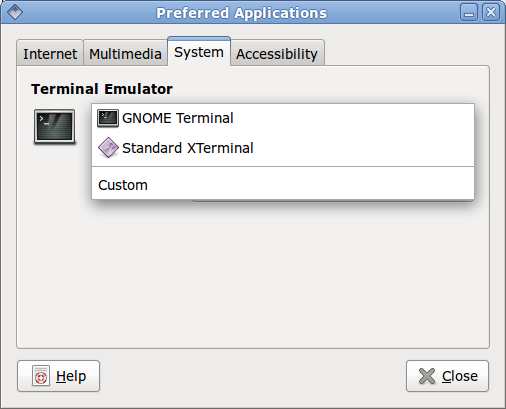 Preferred Applications
Internet Multimedia System Accessibility
Terminal Emulator
GNOME Terminal
Standard XTerminal
Custom
Help Close